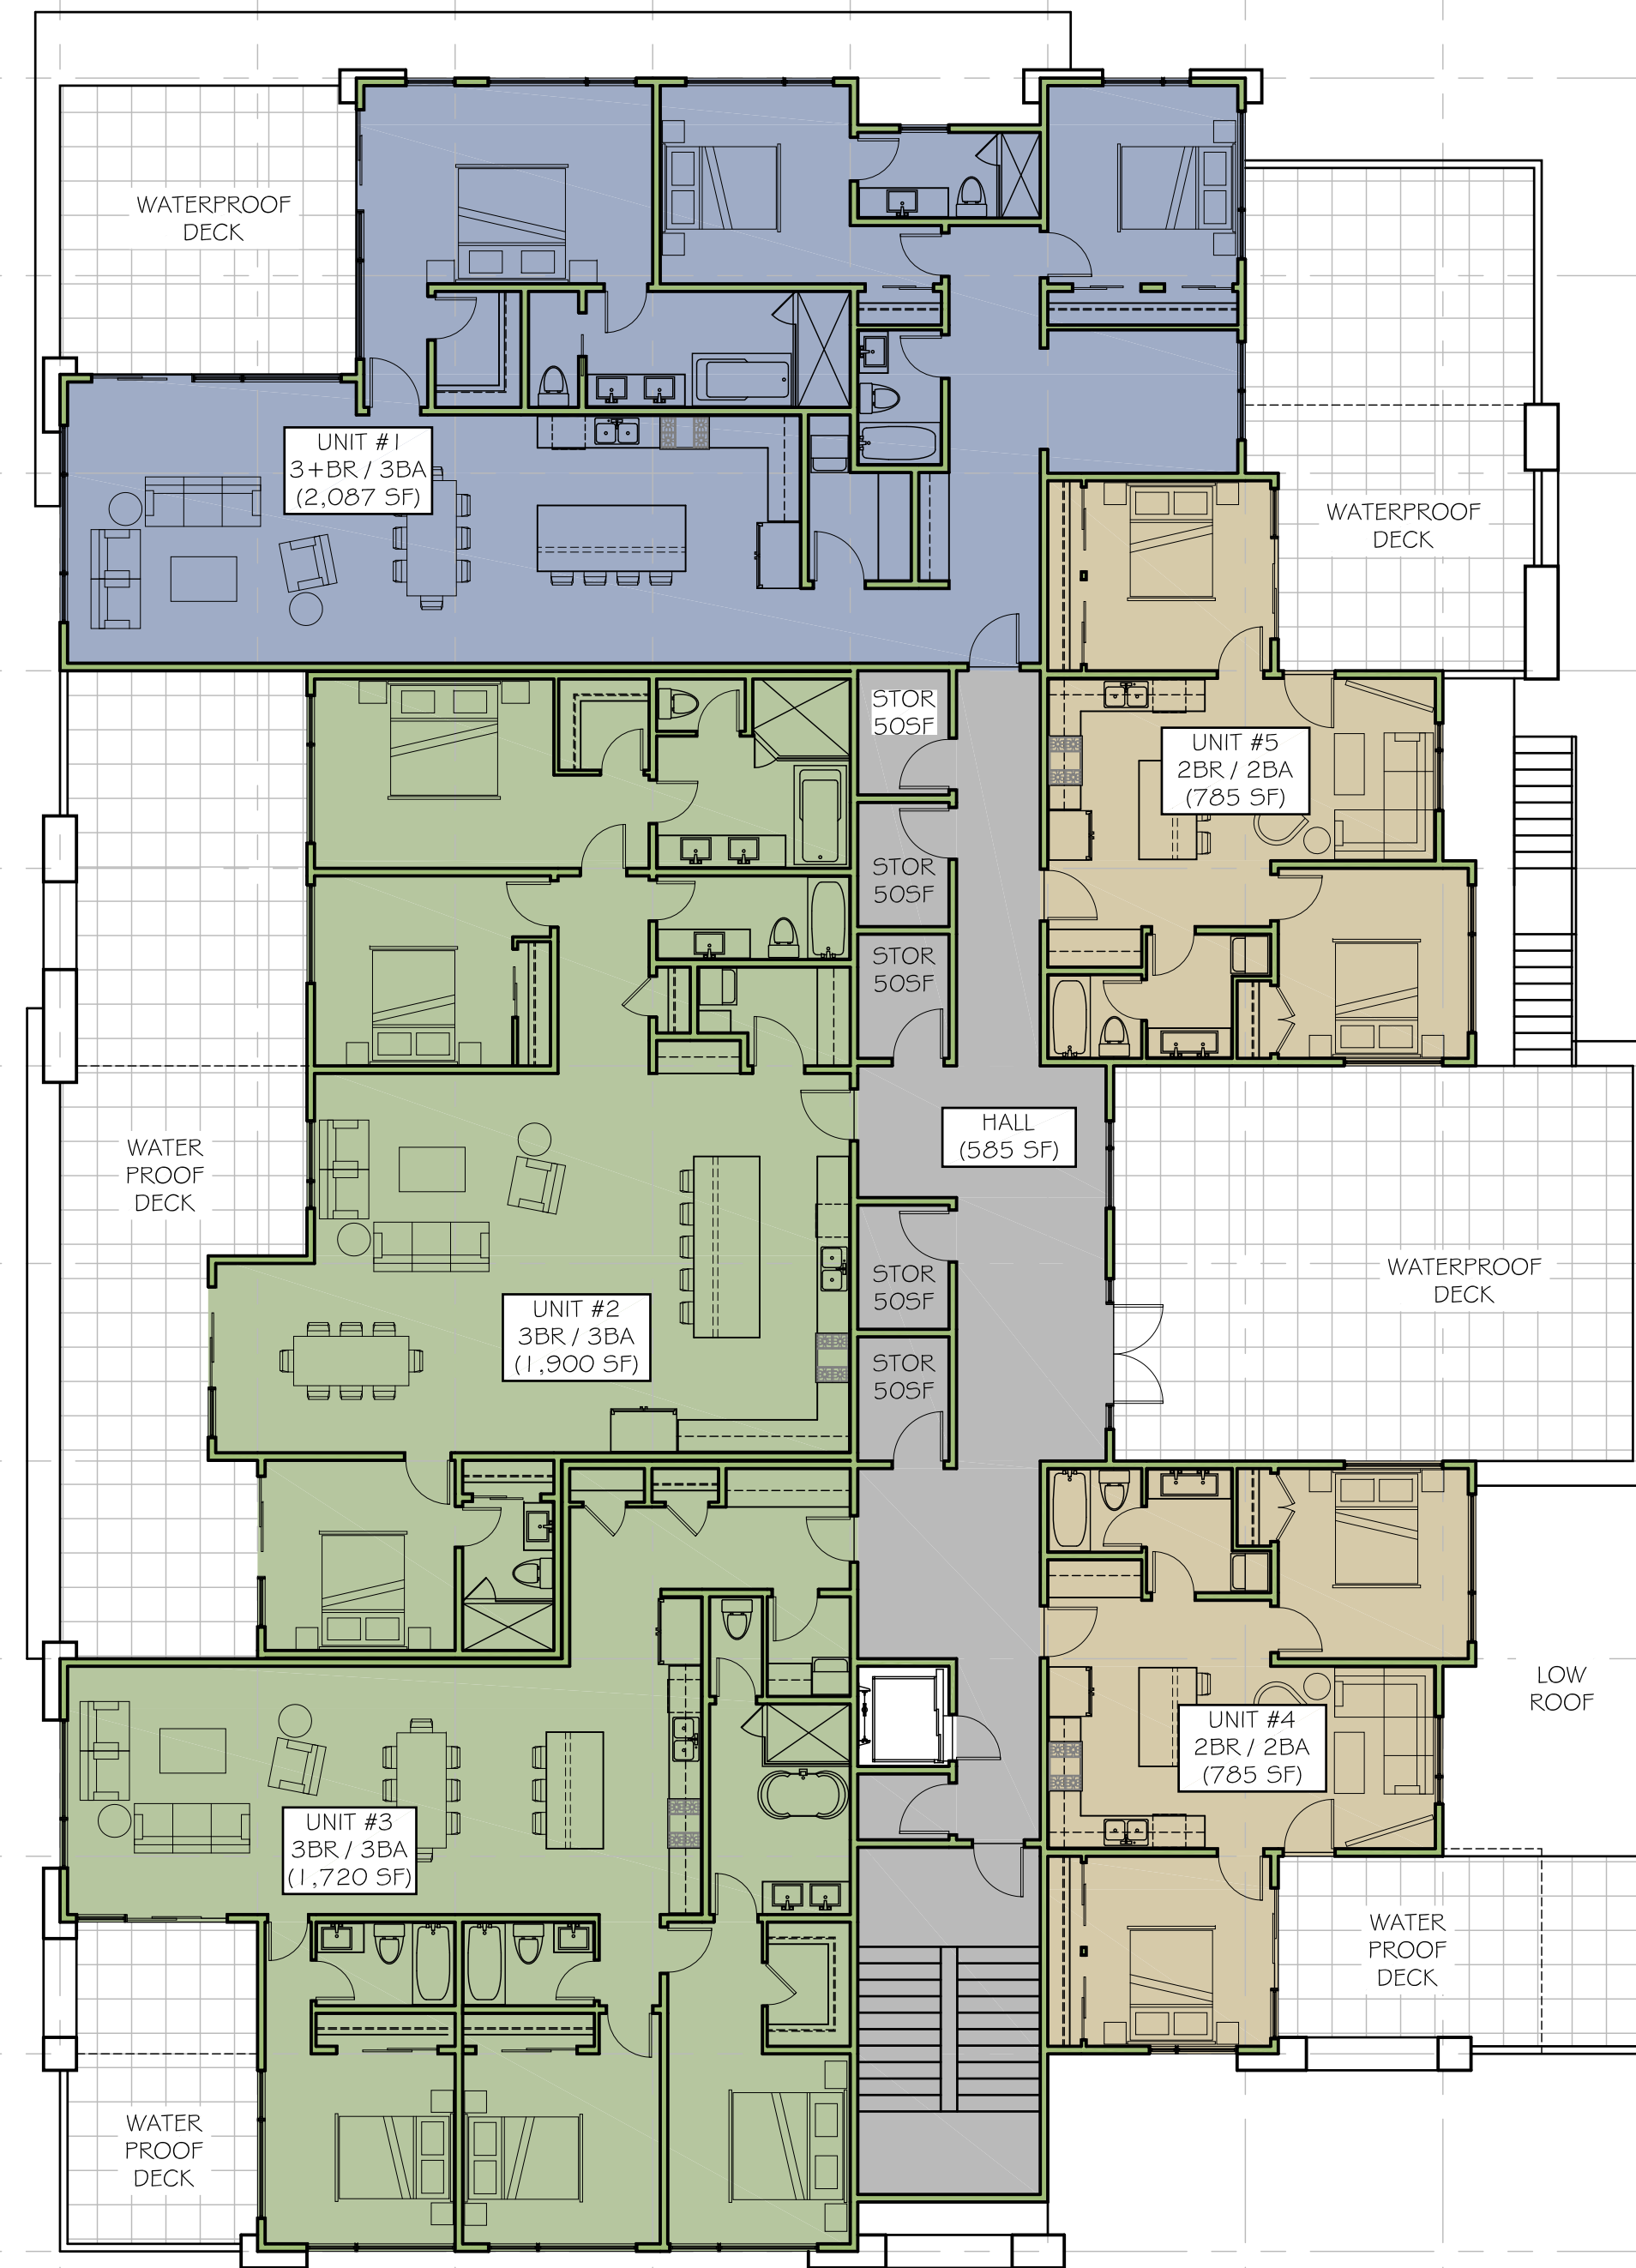 WATERPROOF
DECK
UNIT #1
3+BR / 3BA
(2,087 SF)
WATERPROOF
DECK
STOR
50SF
UNIT #5
2BR / 2BA
(785 SF)
STOR
50SF
STOR
50SF
HALL
(585 SF)
WATER
PROOF
DECK
WATERPROOF
DECK
STOR
50SF
UNIT #2
3BR / 3BA
(1,900 SF)
STOR
50SF
LOW
ROOF
UNIT #4
2BR / 2BA
(785 SF)
UNIT #3
3BR / 3BA
(1,720 SF)
WATER
PROOF
DECK
WATER
PROOF
DECK